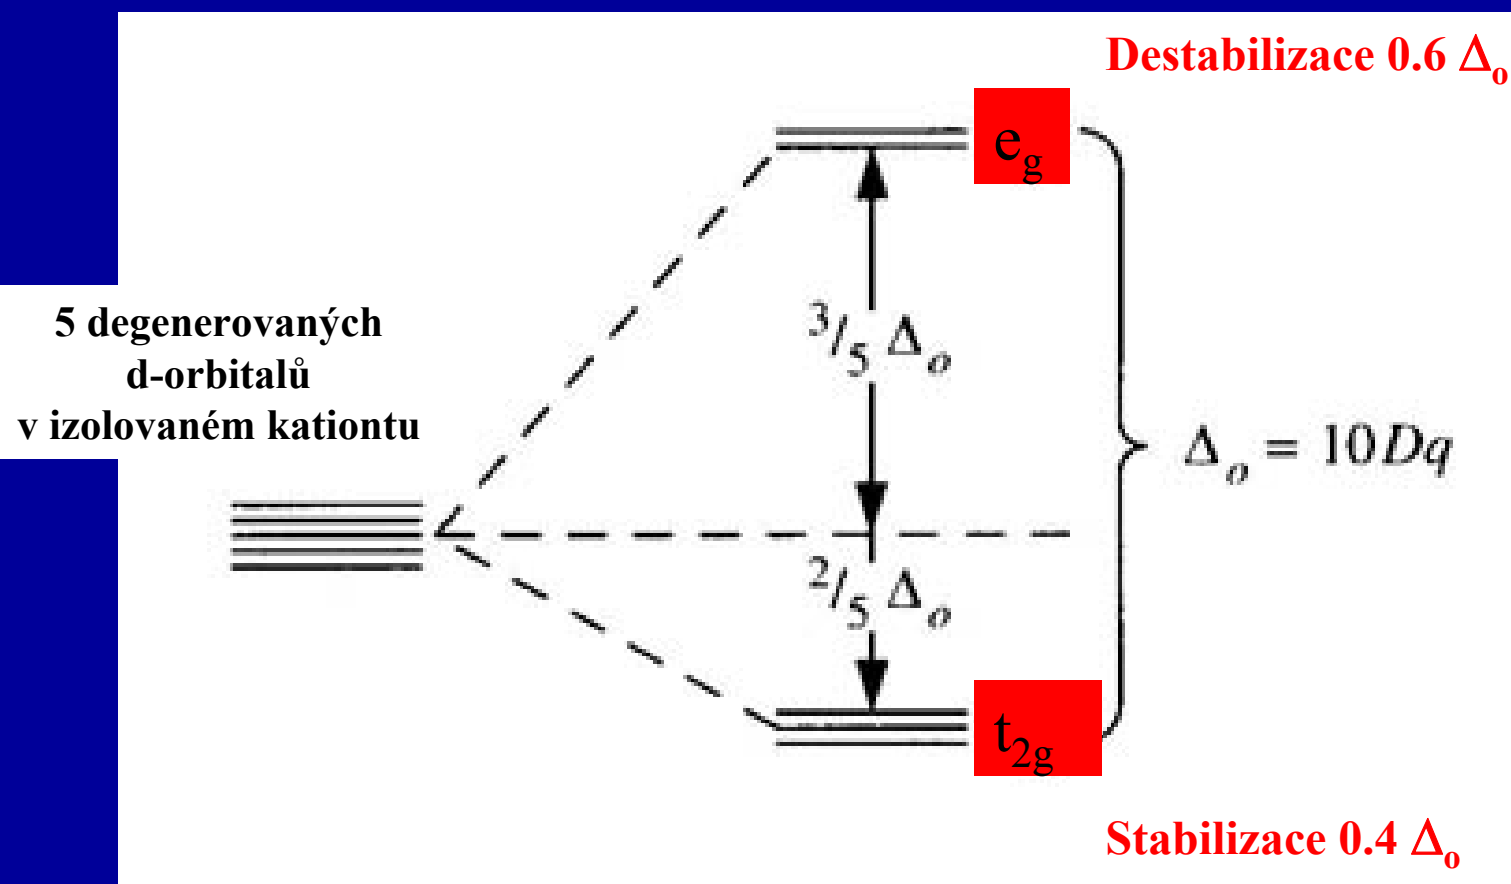 Destabilizace 0.6 Δo
eg
3/5 Δo
5 degenerovaných
d-orbitalů
v izolovaném kationtu
Δo = 10Dq
2/5 Δo
t2g
Stabilizace 0.4 Δo